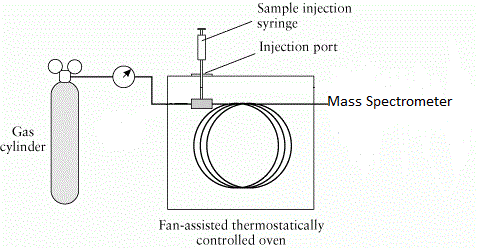 Sample injection
syringe
Injection port
Mass Spectrometer
Gas
cylinder
Fan-assisted thermostatically
controlled oven